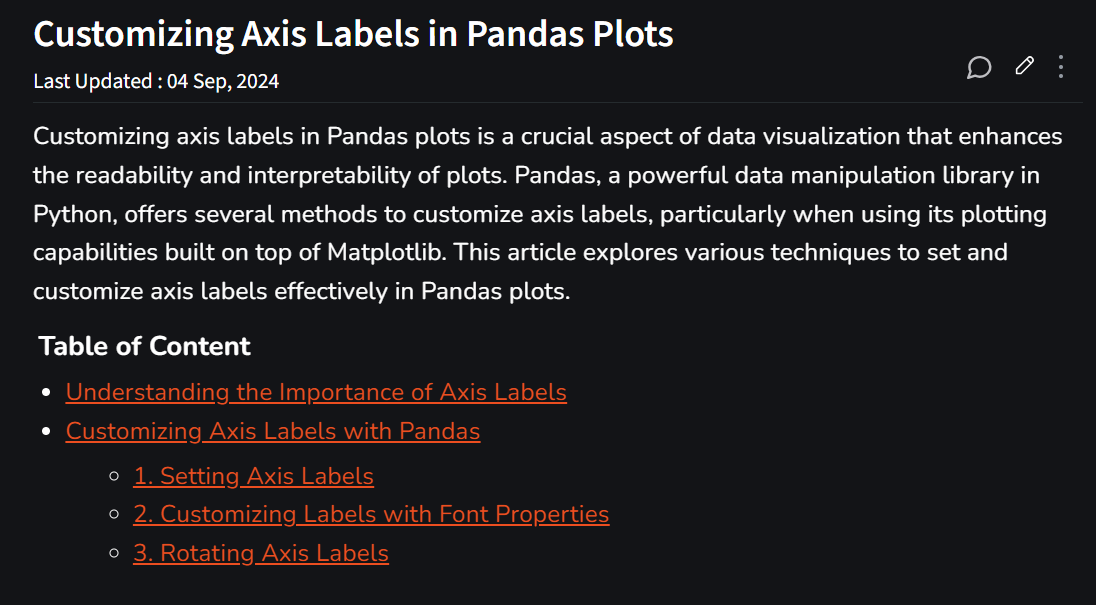 Customizing Axis Labels in Pandas Plots
Last Updated : 04 Sep, 2024
Customizing axis labels in Pandas plots is a crucial aspect of data visualization that enhances
the readability and interpretability of plots. Pandas, a powerful data manipulation library in
Python, offers several methods to customize axis labels, particularly when using its plotting
capabilities built on top of Matplotlib. This article explores various techniques to set and
customize axis labels effectively in Pandas plots.
Table of Content
Understanding the Importance of Axis Labels
Customizing Axis Labels with Pandas
1. Setting Axis Labels
2. Customizing Labels with Font Properties
3. Rotating Axis Labels